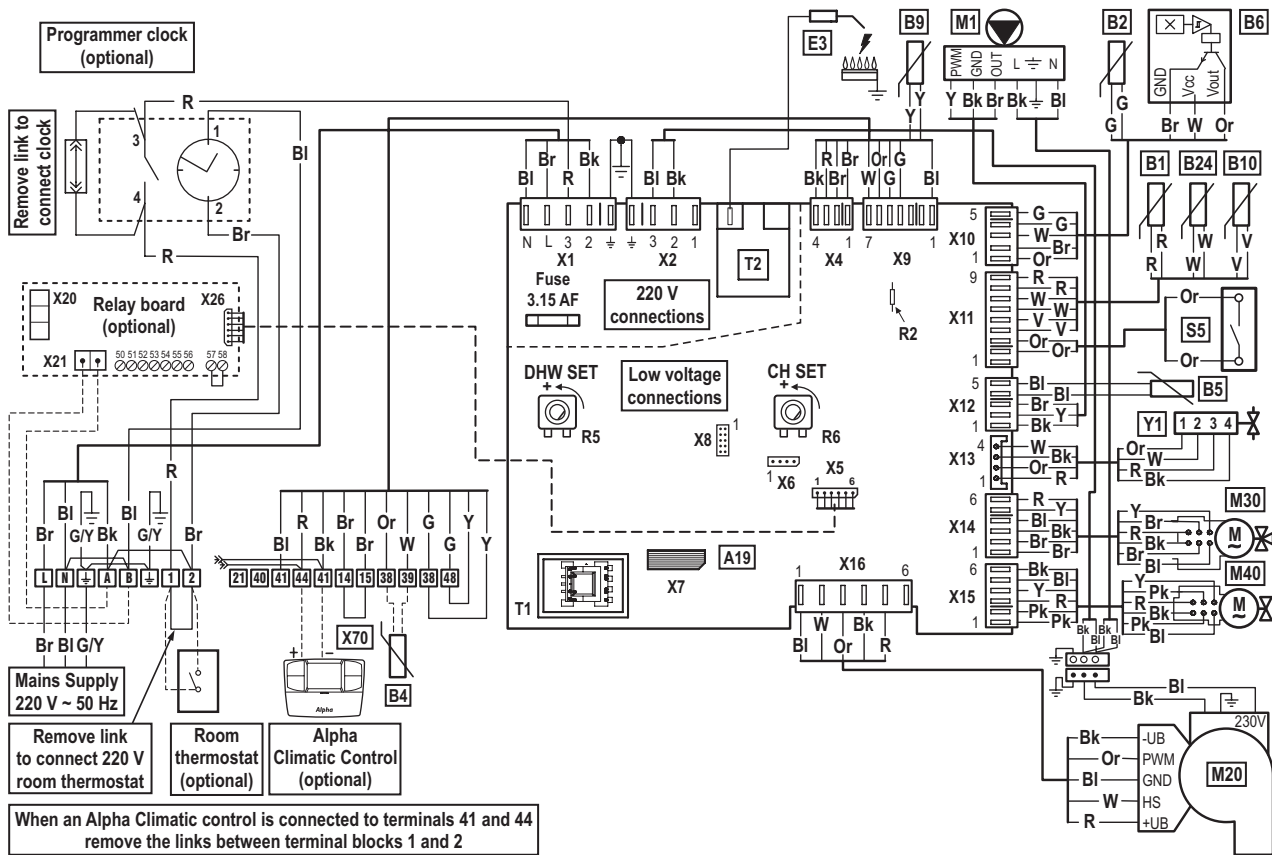 Programmer clock
(optional)
Remove link to
connect clock
3
4
1
2
R
Bl
Br
R
X20
Relay board
(optional)
X26
X21
50 51 52 53 54 55 56
57 58
R
Br Bl G/Y Bk Bl G/Y
Br
L N A B 1 2
Br Bl G/Y
Mains Supply
220 V ~ 50 Hz
Remove link
to connect 220 V
room thermostat
Room
thermostat
(optional)
Alpha
Climatic Control
(optional)
When an Alpha Climatic control is connected to terminals 41 and 44
remove the links between terminal blocks 1 and 2
Bl R Bk Br Br Or W G G Y Y
21 40 41 44 41 14 15 38 39 38 48
X70
+ −
Alpha
B4
E3
B9
Y
Y
M1
PWM
GND
OUT
L N
Y Bk Br Bk Bl
B2
G
G
B6
GND
Vcc
Vout
Br W Or
B1
B24
B10
R R
W W
V V
Bl Br R Bk
N L 3 2
X1
Bl Bk
3 2 1
X2
T2
Bk R Br Br
4 1
X4
W Or G G Bl
7 1
X9
Fuse
3.15 AF
220 V
connections
R2
DHW SET
+
R5
Low voltage
connections
CH SET
+
R6
X8
1
1
X6
X5
1 6
T1
X7
A19
X16
1 6
Bl W Or Bk R
5
X10
1
G
G
W
Br
Or
9
X11
1
R
R
W
W
V
V
Or
Or
Or
S5
Or
5
X12
1
Bl
Bl
Br
Y
Bk
B5
4
X13
1
W
Bk
Or
R
Y1
1 2 3 4
Or
W
R
Bk
6
X14
1
R
Y
Bl
Bk
Br
Br
Y
Br
R
Bk
Br
Bl
M30
M
~
6
X15
1
Bk
Bl
Y
R
Pk
Pk
Y
Pk
R
Bk
Pk
Bl
M40
M
~
Bk Bl Bk Bl
Bl
Bk
230V
Bk -UB
Or PWM
Bl GND
W HS
R +UB
M20